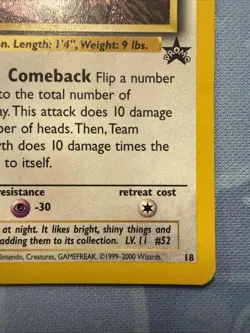 on. Length: 1'4", Weight: 9 lbs.
PROMO
Comeback Flip a number
to the total number of
ay. This attack does 10 damage
ber of heads. Then, Team
th does 10 damage times the
to itself.
resistance
retreat cost
-30
at night. It likes bright, shiny things and
adding them to its collection. LV. 11 #52
Nintendo, Creatures, GAMEFREAK. ©1999-2000 Wizards.
18